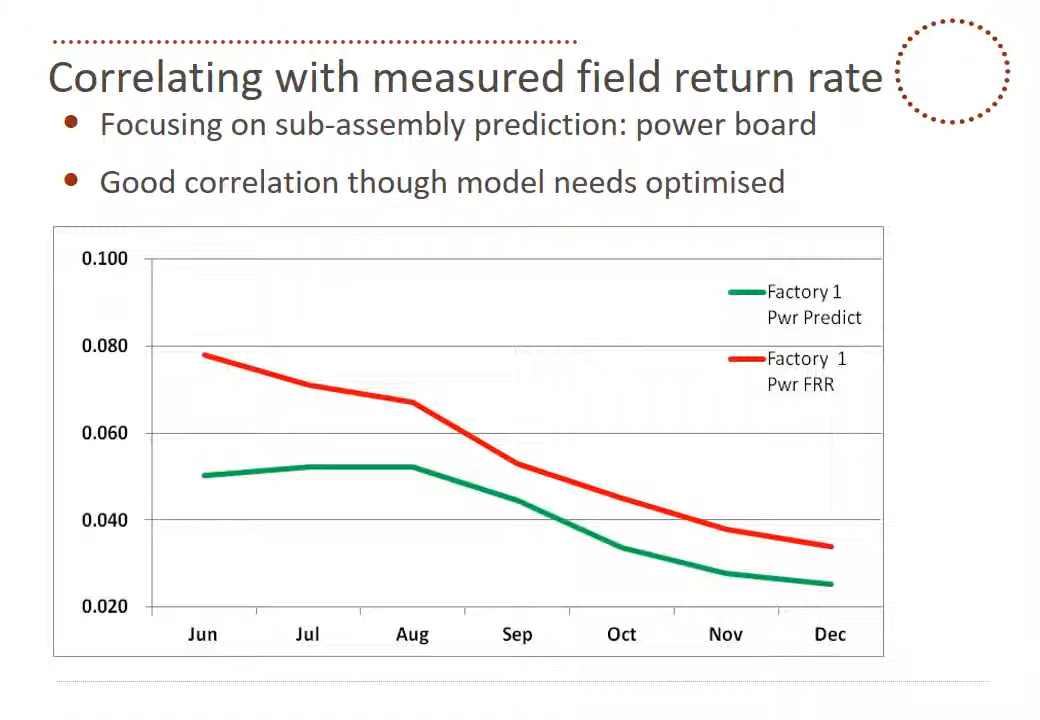 Correlating with measured field return rate
Focusing on sub-assembly prediction: power board
Good correlation though model needs optimised
0.100
0.080
0.060
0.040
0.020
Factory 1
Pwr Predict
Factory 1
Pwr FRR
Jun Jul Aug Sep Oct Nov Dec